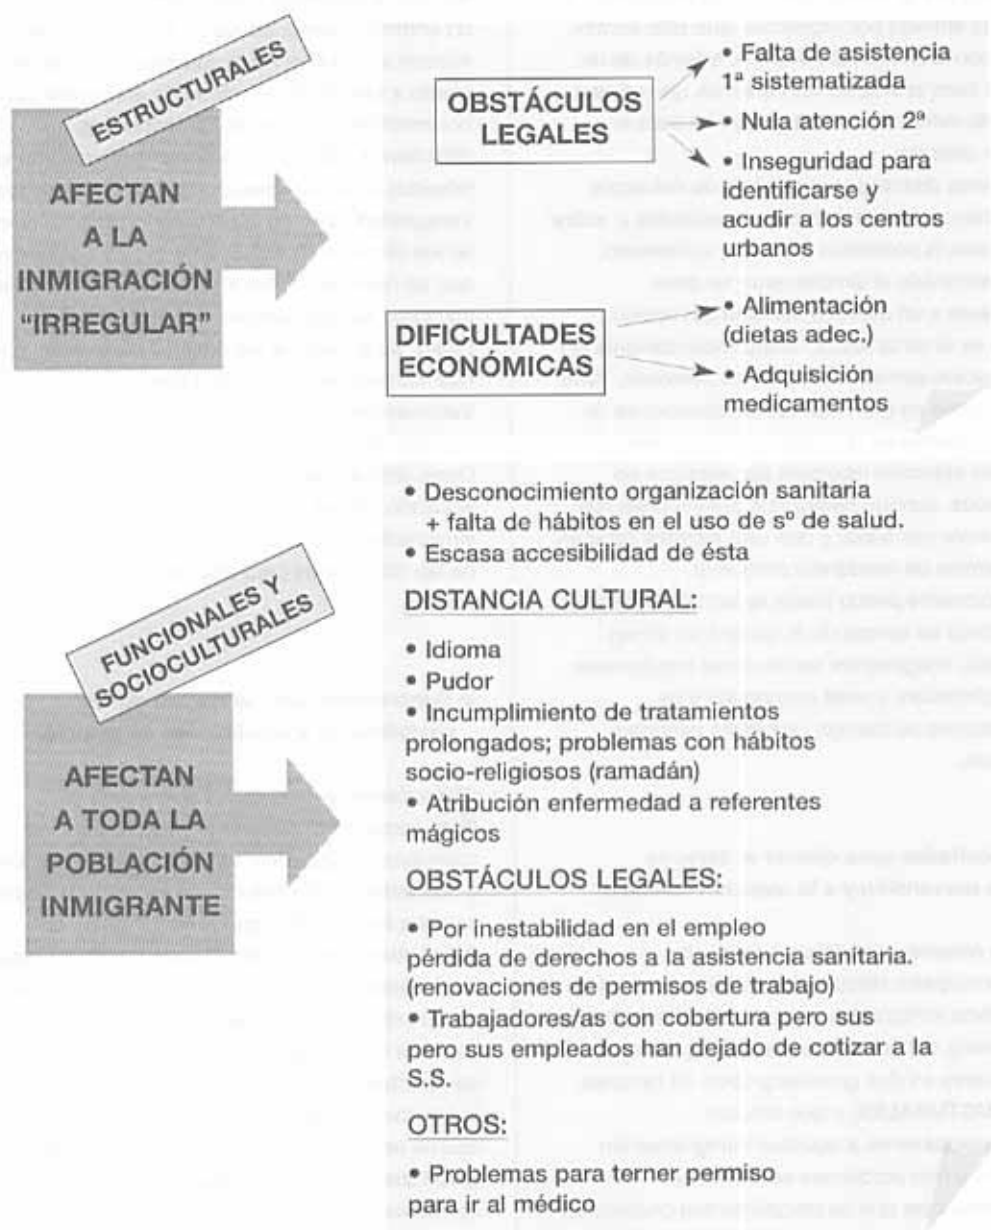 ESTRUCTURALES
AFECTAN
A LA
INMIGRACIÓN
“IRREGULAR”
OBSTÁCULOS
LEGALES
• Falta de asistencia
1ª sistematizada
• Nula atención 2ª
• Inseguridad para
identificarse y
acudir a los centros
urbanos
DIFICULTADES
ECONÓMICAS
• Alimentación
(dietas adec.)
• Adquisición
medicamentos
FUNCIONALES Y
SOCIOCULTURALES
AFECTAN
A TODA LA
POBLACIÓN
INMIGRANTE
• Desconocimiento organización sanitaria
+ falta de hábitos en el uso de sº de salud.
• Escasa accesibilidad de ésta
DISTANCIA CULTURAL:
• Idioma
• Pudor
• Incumplimiento de tratamientos
prolongados; problemas con hábitos
socio-religiosos (ramadán)
• Atribución enfermedad a referentes
mágicos
OBSTÁCULOS LEGALES:
• Por inestabilidad en el empleo
pérdida de derechos a la asistencia sanitaria.
(renovaciones de permisos de trabajo)
• Trabajadores/as con cobertura pero sus
pero sus empleados han dejado de cotizar a la
S.S.
OTROS:
• Problemas para terner permiso
para ir al médico